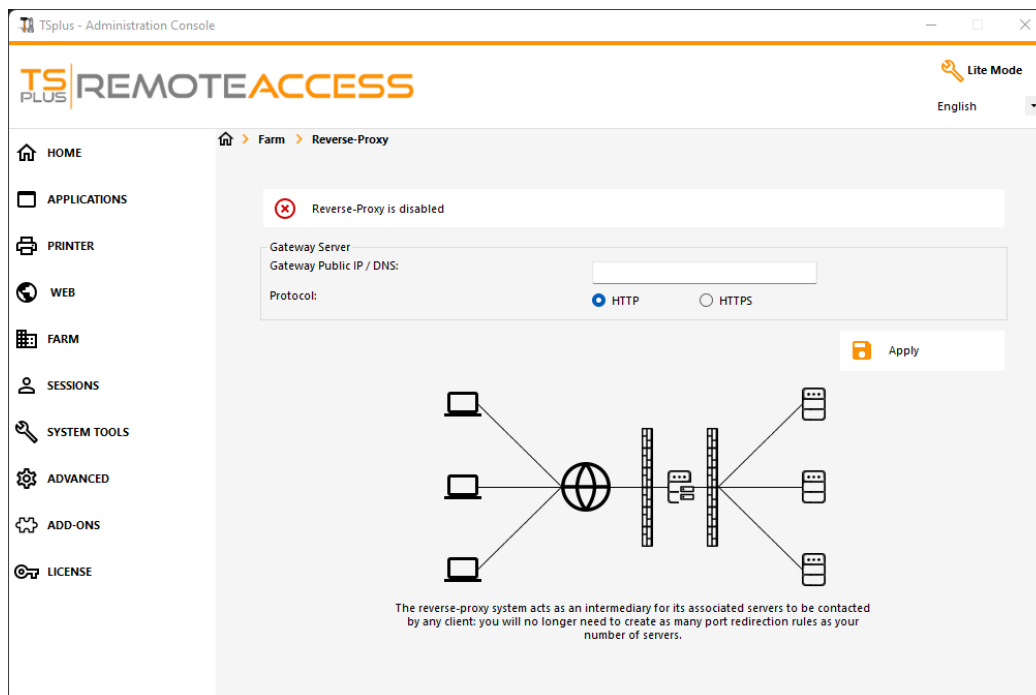 TSplus - Administration Console
TS PLUS REMOTEACCESS
Lite Mode
English
HOME
APPLICATIONS
PRINTER
WEB
FARM
SESSIONS
SYSTEM TOOLS
ADVANCED
ADD-ONS
LICENSE
Farm > Reverse-Proxy
Reverse-Proxy is disabled
Gateway Server
Gateway Public IP / DNS:
Protocol:
HTTP
HTTPS
Apply
The reverse-proxy system acts as an intermediary for its associated servers to be contacted
by any client: you will no longer need to create as many port redirection rules as your
number of servers.